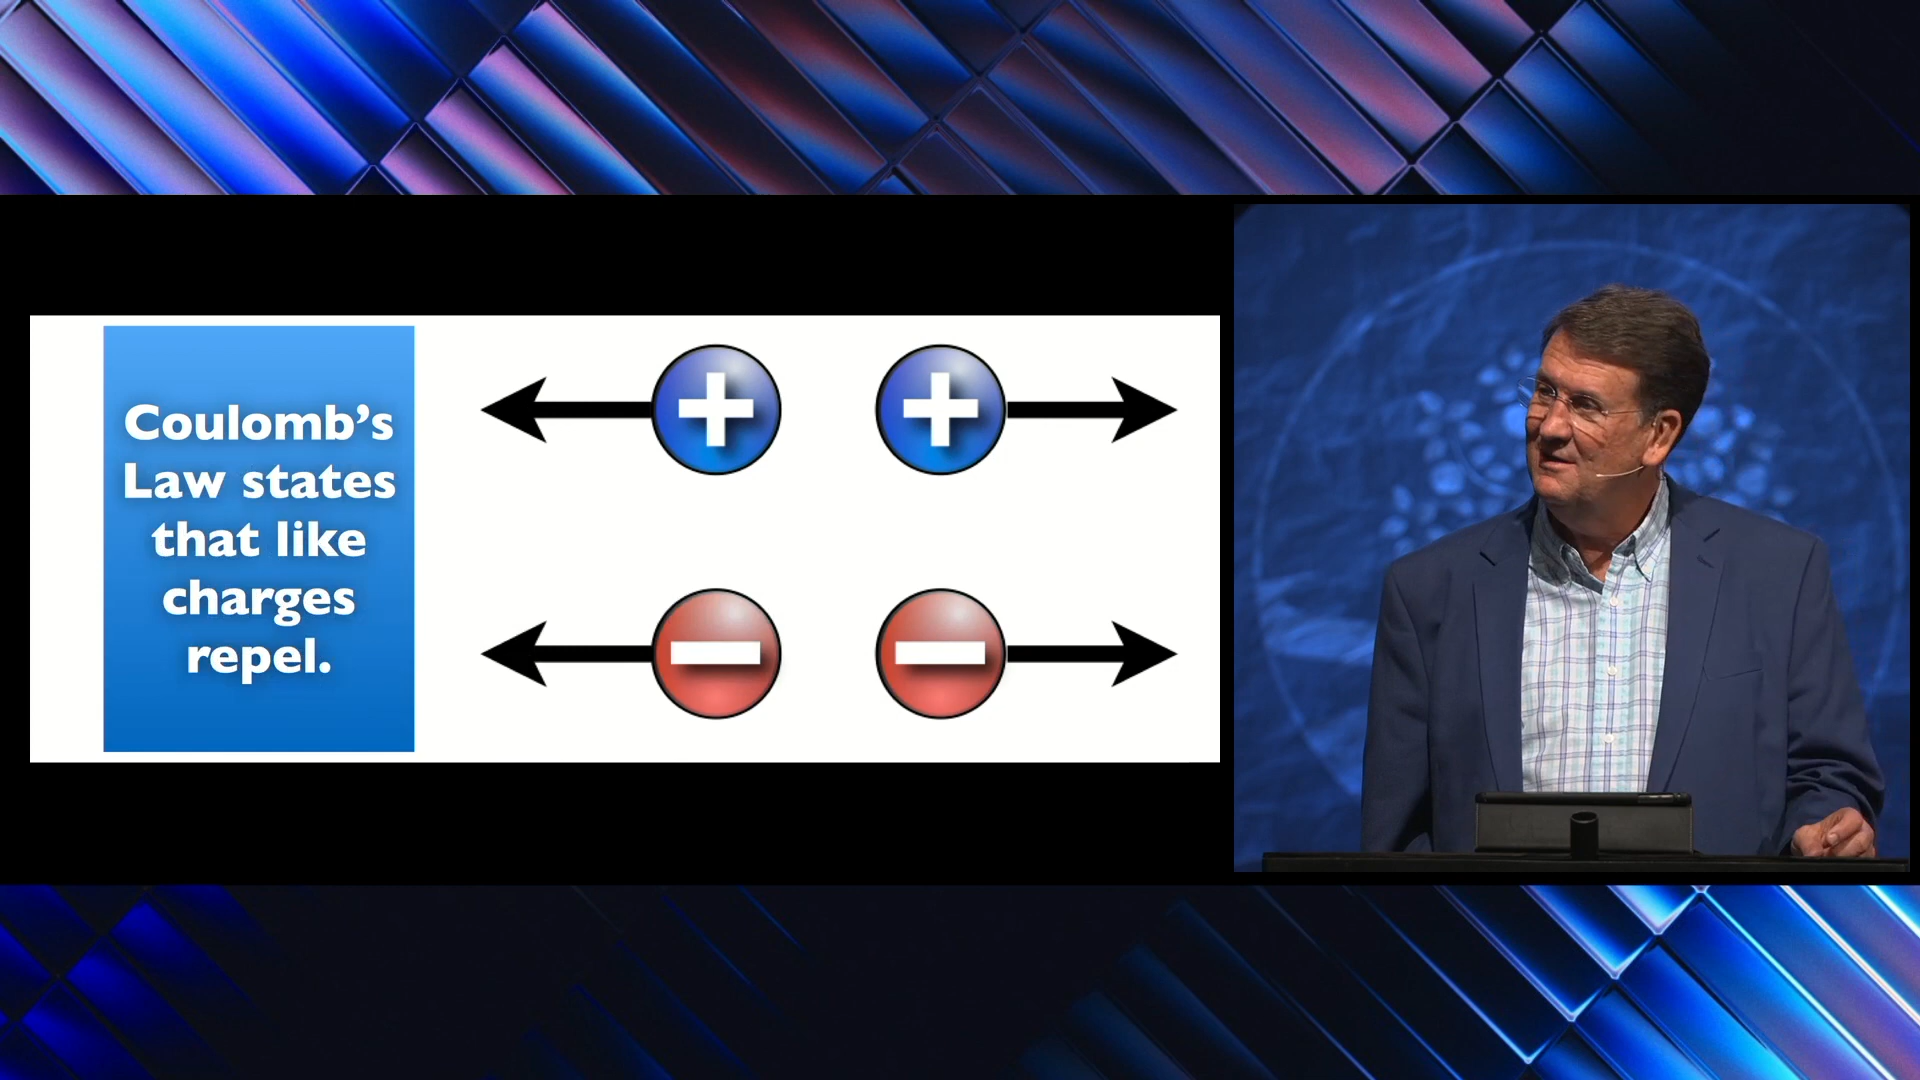 Coulomb’s
Law states
that like
charges
repel.